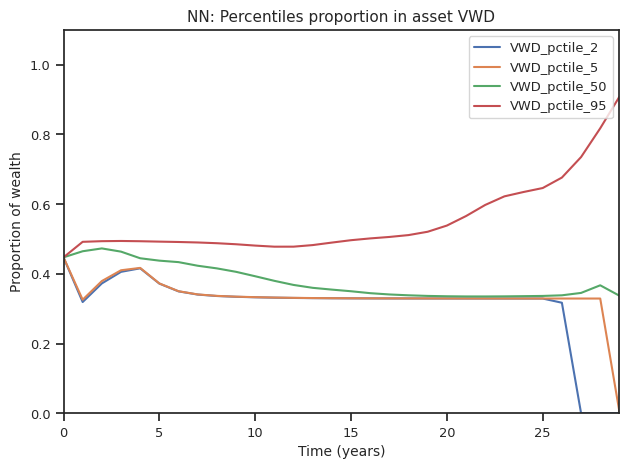 NN: Percentiles proportion in asset VWD
VWD_pctile_2
VWD_pctile_5
VWD_pctile_50
VWD_pctile_95
Proportion of wealth
1.0
0.8
0.6
0.4
0.2
0.0
0 5 10 15 20 25
Time (years)